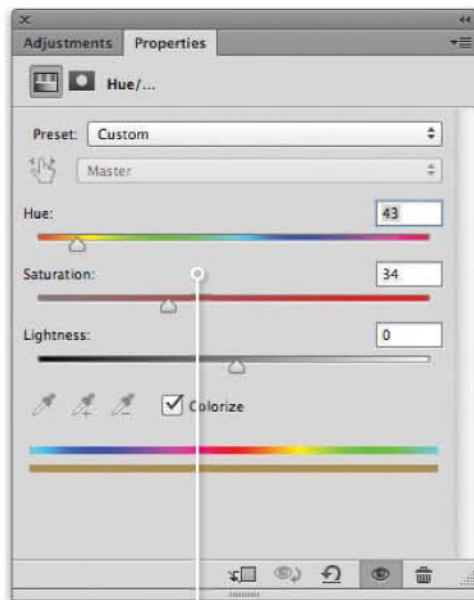 Adjustments Properties
Hue/...
Preset: Custom
Master
Hue: 43
Saturation: 34
Lightness: 0
Colorize